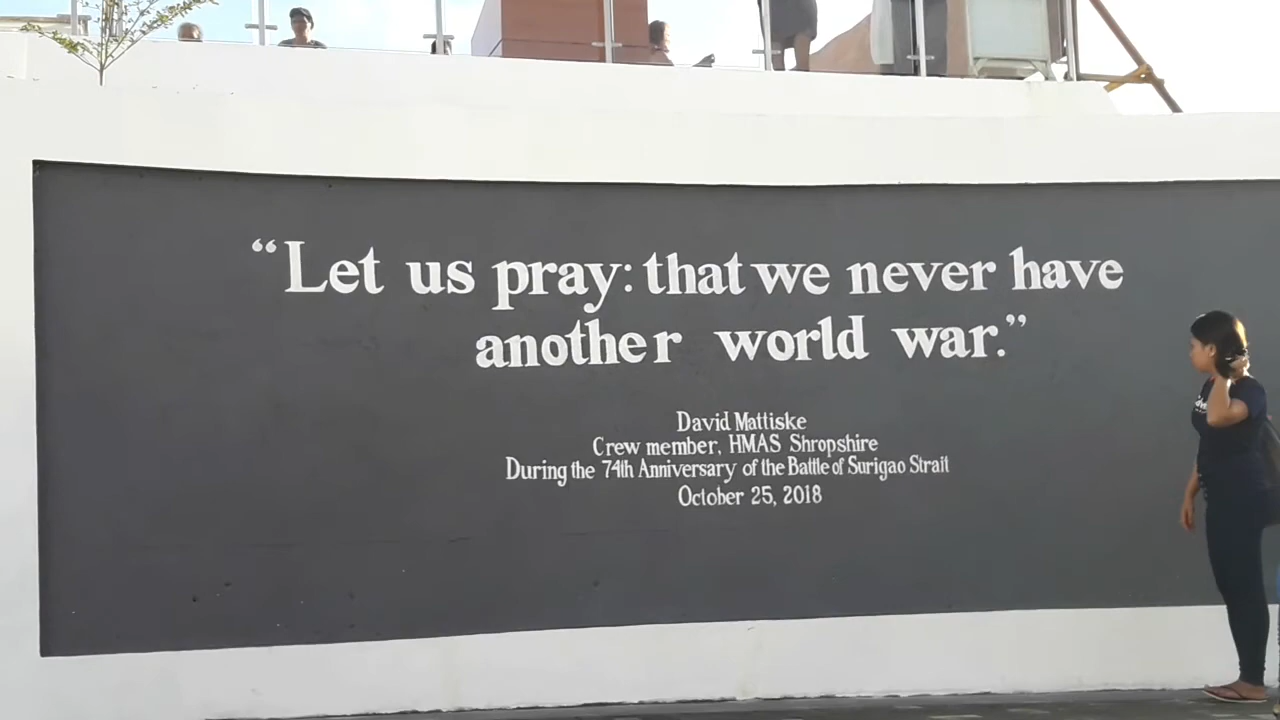 “Let us pray: that we never have
another world war.”
David Mattiske
Crew member, HMAS Shropshire
During the 74th Anniversary of the Battle of Surigao Strait
October 25, 2018